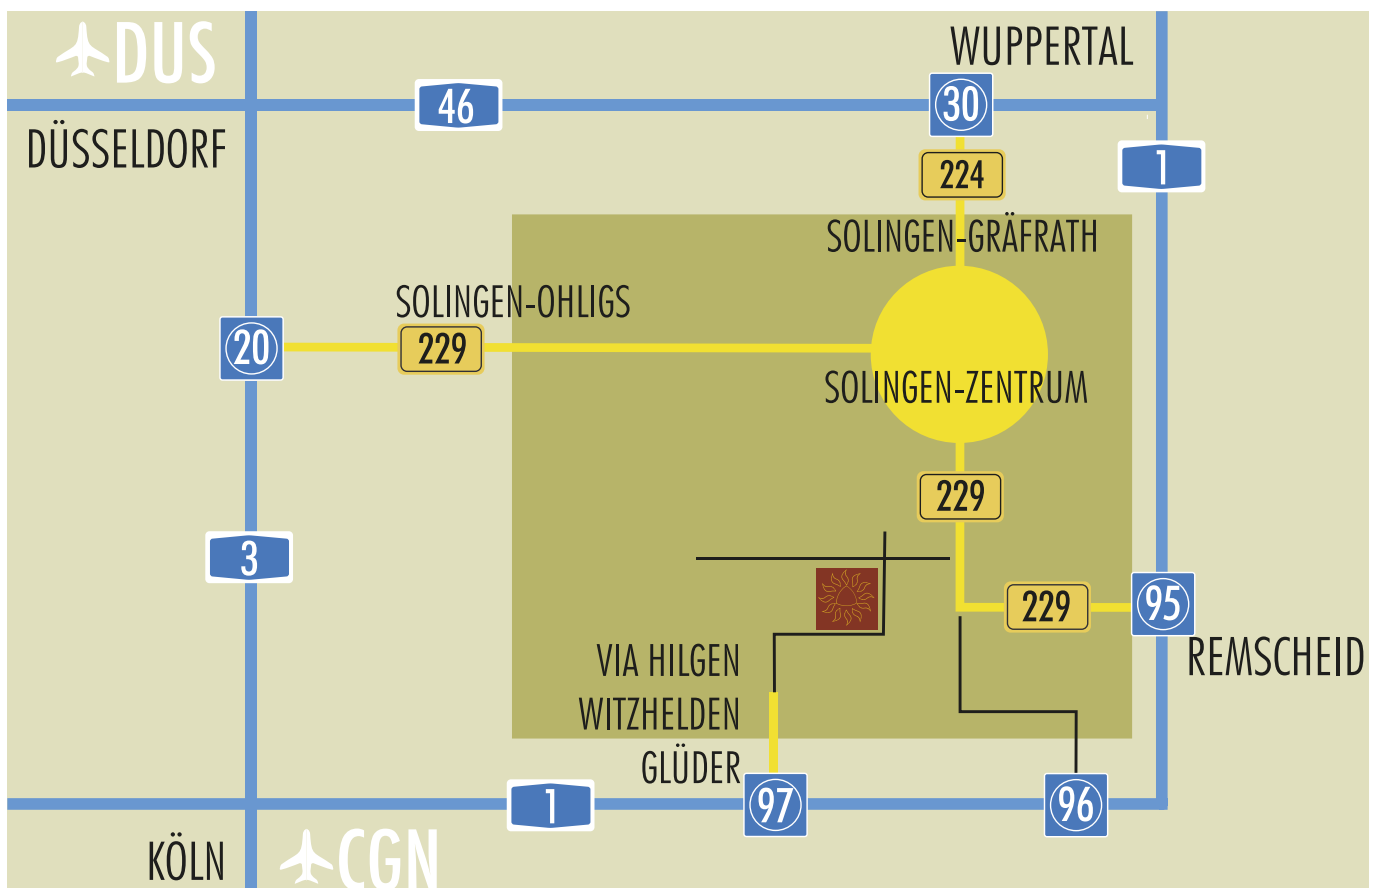 DUS
WUPPERTAL
46
30
DÜSSELDORF
1
224
SOLINGEN-GRÄFRATH
SOLINGEN-OHLIGS
20
229
SOLINGEN-ZENTRUM
229
3
229
95
VIA HILGEN
REMSCHEID
WITZHELDEN
GLÜDER
1
97
96
KÖLN
CGN